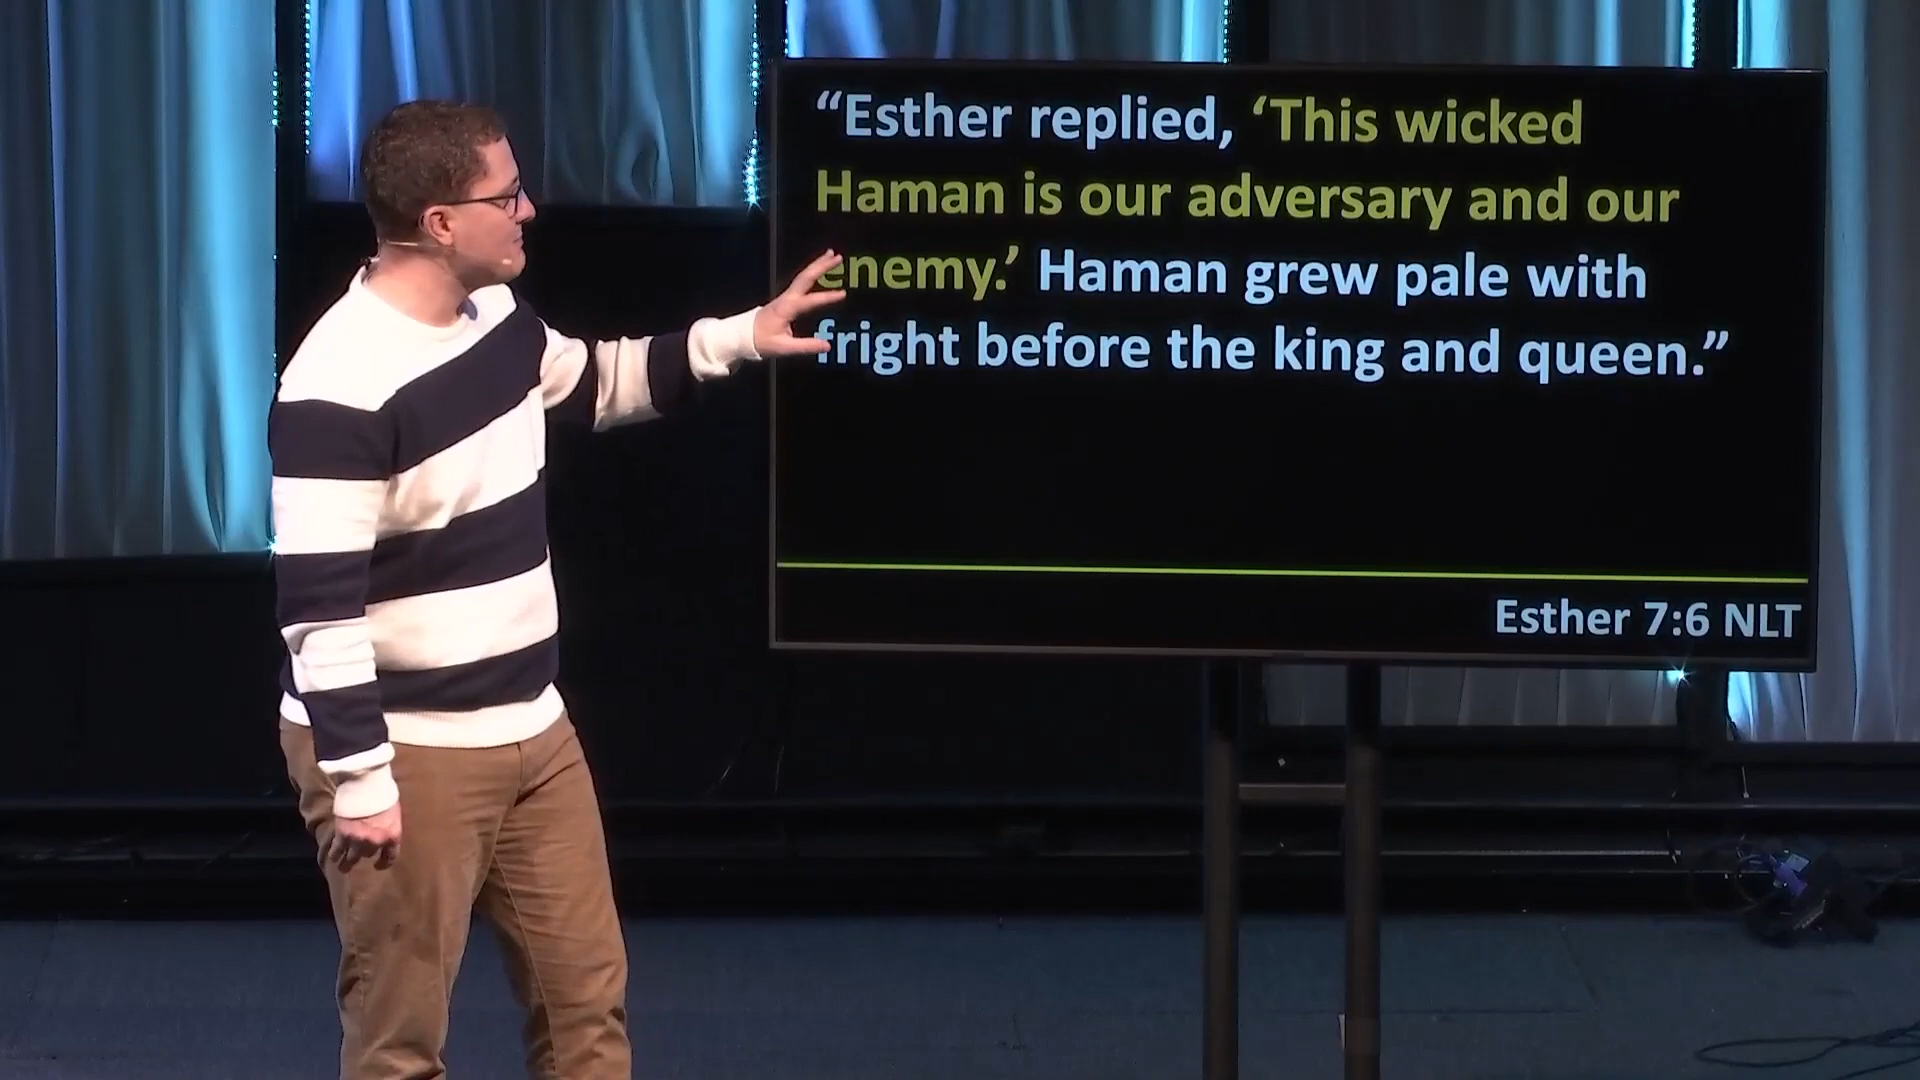 “Esther replied, ‘This wicked
Haman is our adversary and our
enemy.’ Haman grew pale with
fright before the king and queen.”
Esther 7:6 NLT